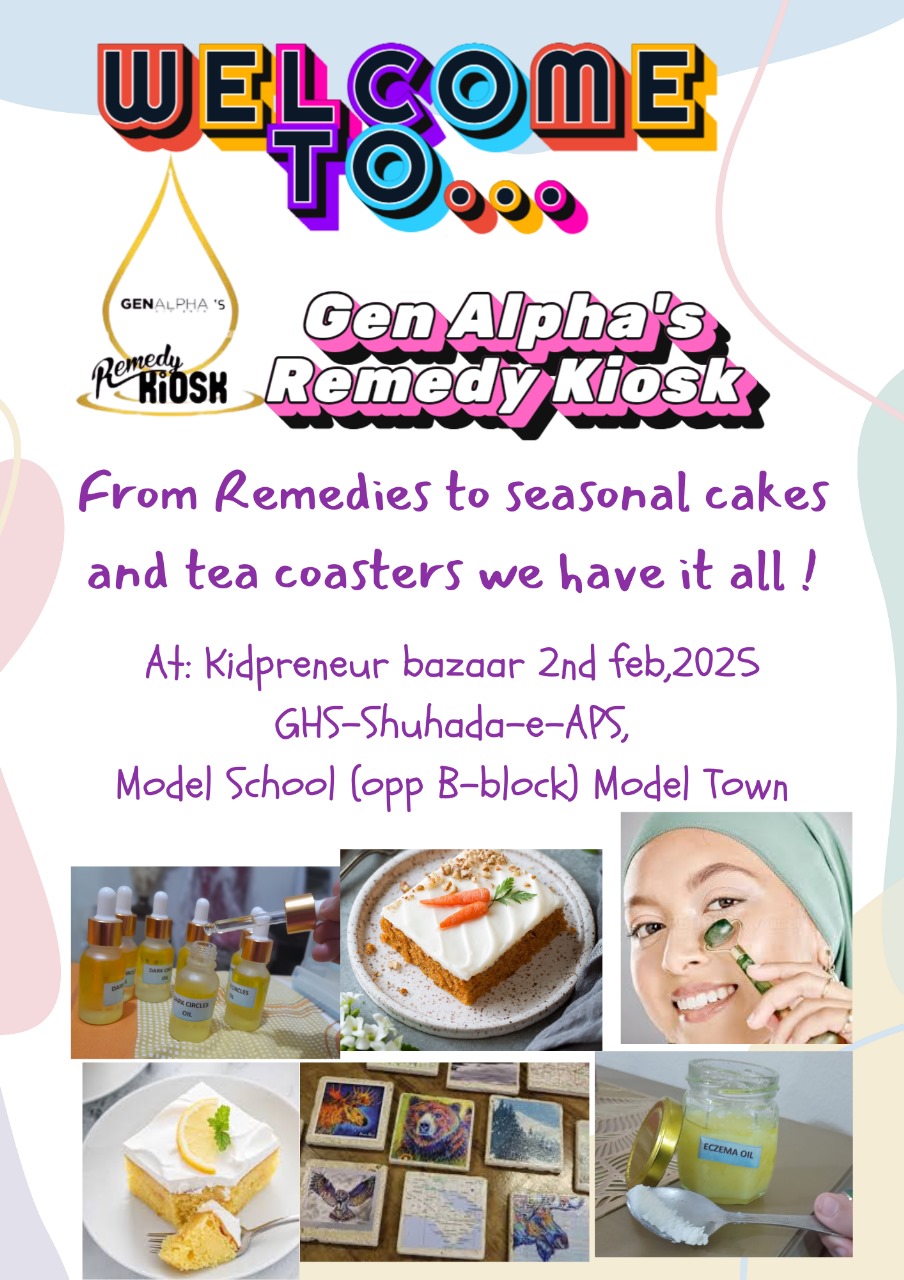 WELCOME
TO...
GENALPHA 'S
Remedy
KIOSK
Gen Alpha's
Remedy Kiosk
From Remedies to seasonal cakes
and tea coasters we have it all !
At: Kidpreneur bazaar 2nd feb,2025
GHS-Shuhada-e-APS,
Model School (opp B-block) Model Town
DARK CIRCLES
OIL
ECZEMA OIL